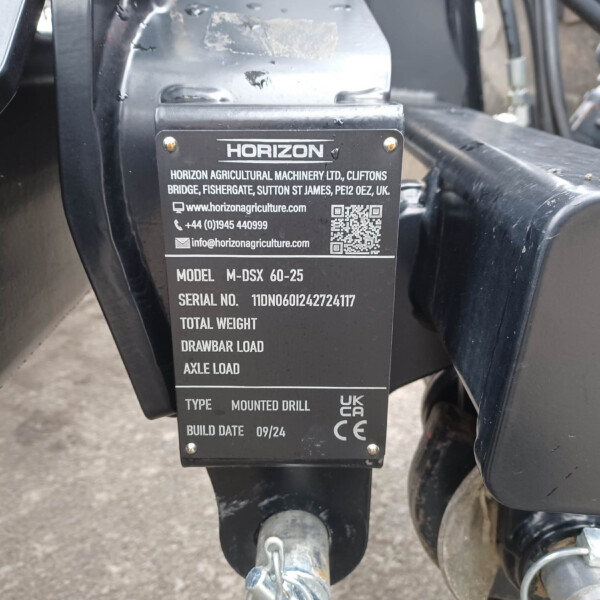 HORIZON
HORIZON AGRICULTURAL MACHINERY LTD., CLIFTONS
BRIDGE, FISHERGATE, SUTTON ST JAMES, PE12 0EZ, UK.
www.horizonagriculture.com
+44 (0)1945 440999
info@horizonagriculture.com
MODEL M-DSX 60-25
SERIAL NO. 11DN060I242724117
TOTAL WEIGHT
DRAWBAR LOAD
AXLE LOAD
TYPE MOUNTED DRILL
BUILD DATE 09/24
UK
CA
CE